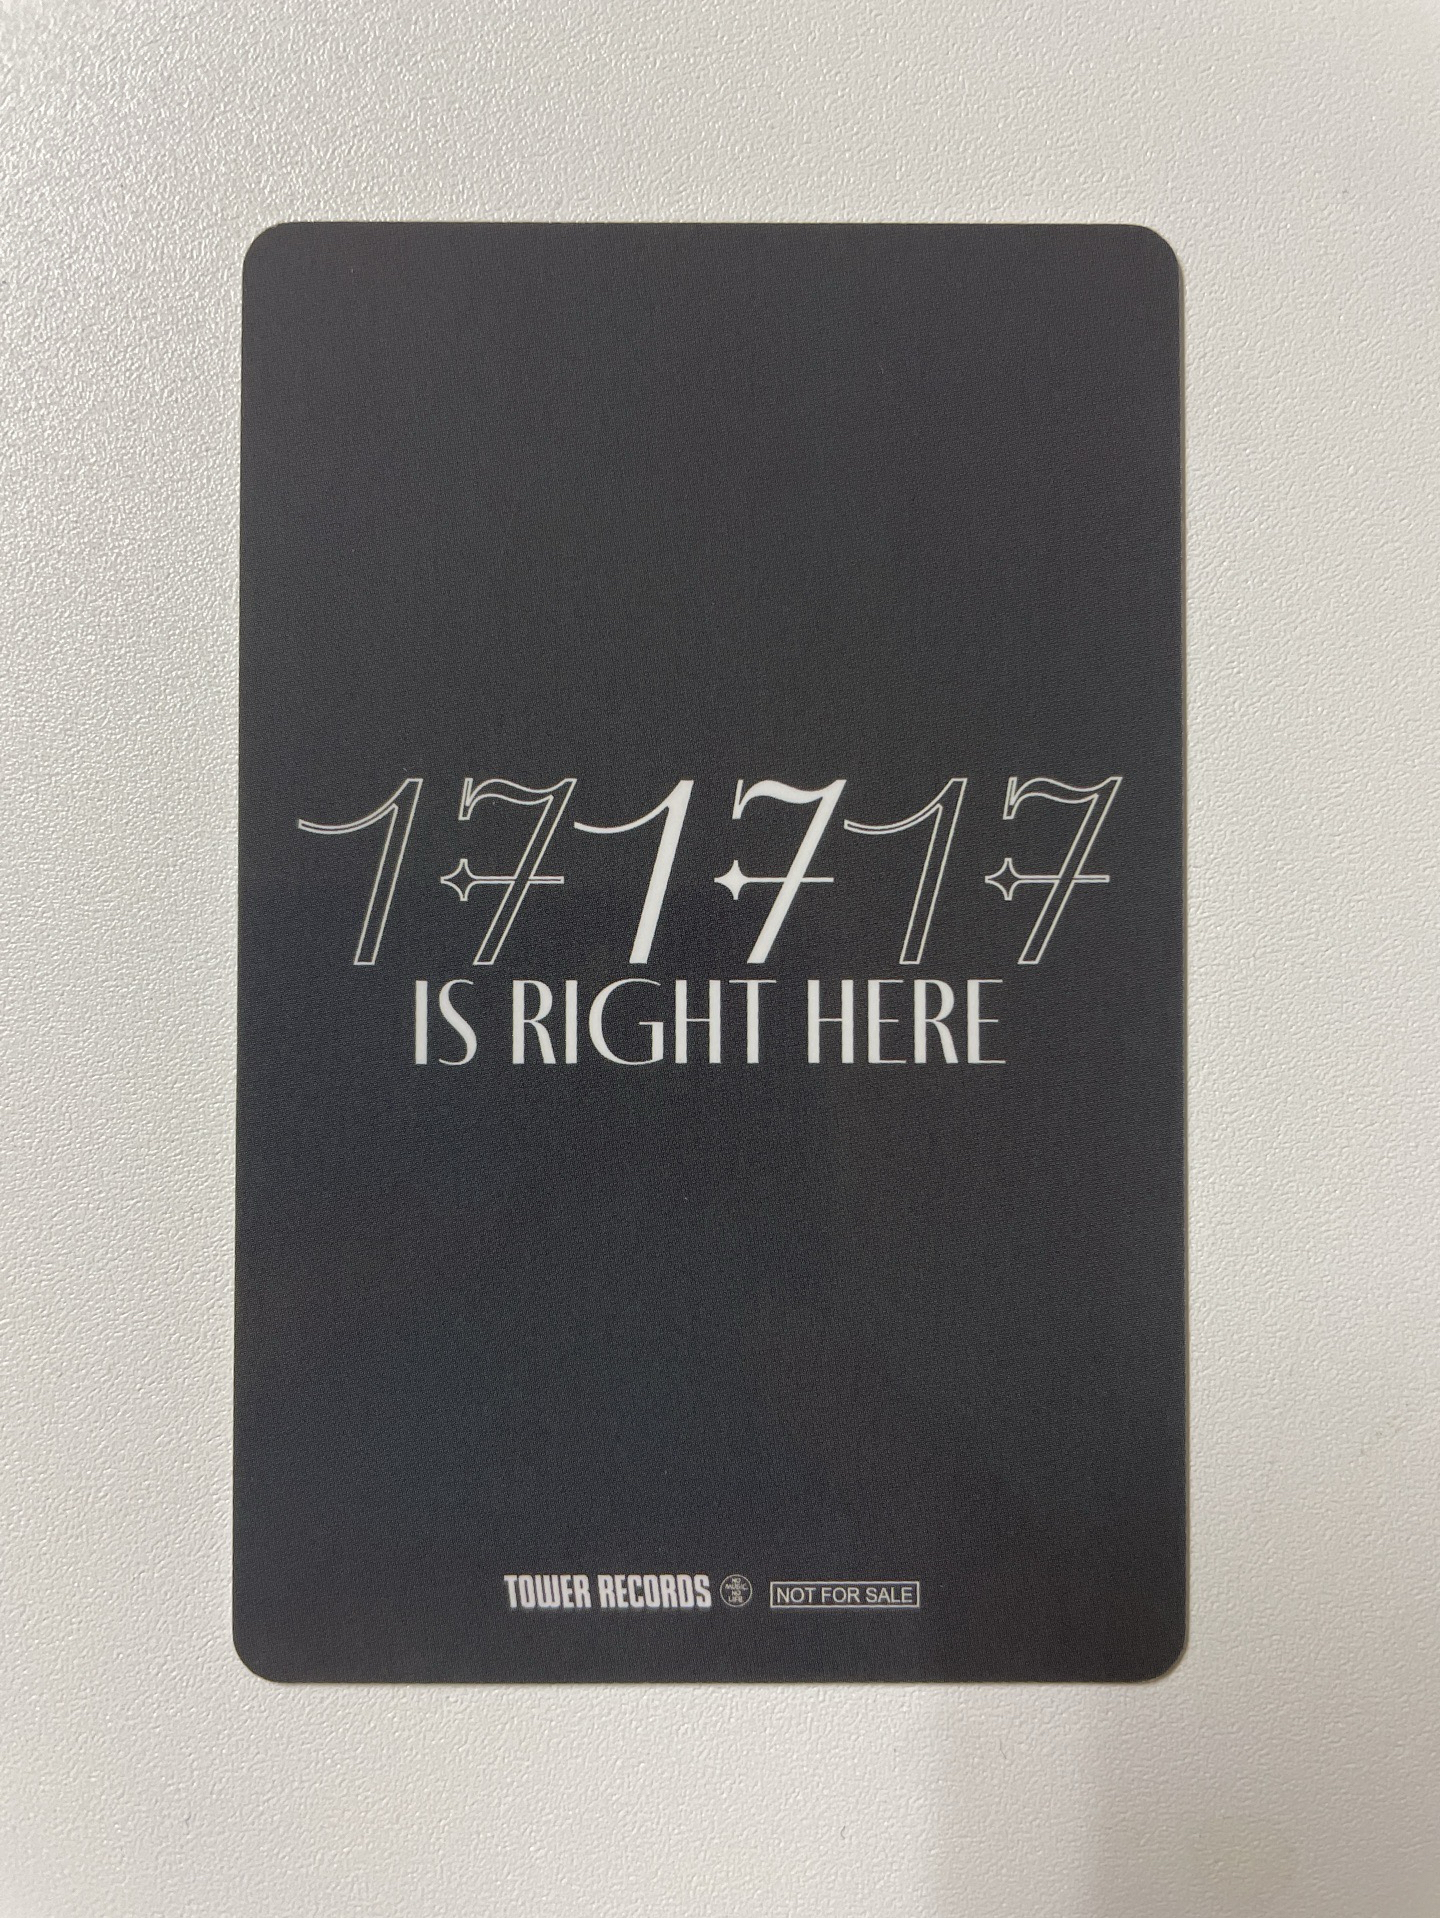 17 17 17
IS RIGHT HERE
TOWER RECORDS NO MUSIC, NO LIFE NOT FOR SALE